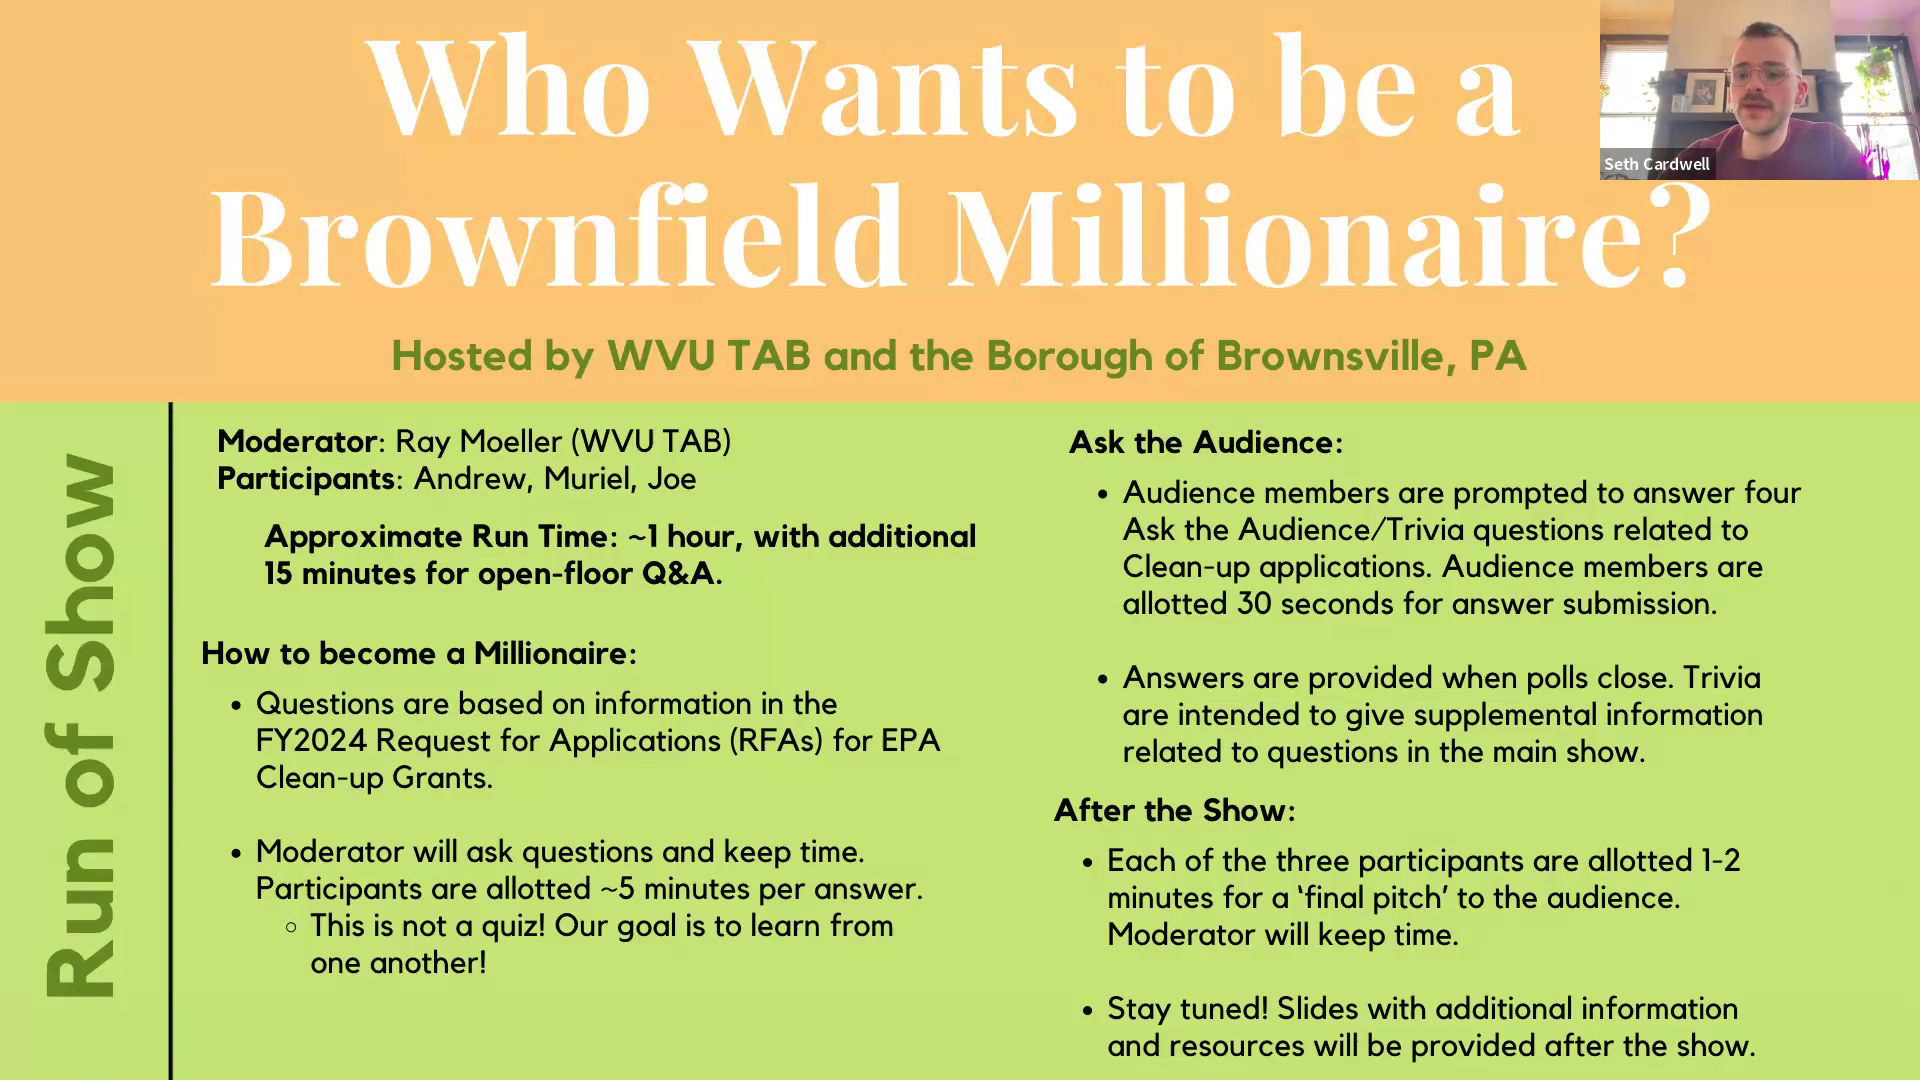 Who Wants to be a
Brownfield Millionaire?
Seth Cardwell
Hosted by WVU TAB and the Borough of Brownsville, PA
Run of Show
Moderator: Ray Moeller (WVU TAB)
Participants: Andrew, Muriel, Joe
Approximate Run Time: ~1 hour, with additional
15 minutes for open-floor Q&A.
How to become a Millionaire:
• Questions are based on information in the
FY2024 Request for Applications (RFAs) for EPA
Clean-up Grants.
• Moderator will ask questions and keep time.
Participants are allotted ~5 minutes per answer.
◦ This is not a quiz! Our goal is to learn from
one another!
Ask the Audience:
• Audience members are prompted to answer four
Ask the Audience/Trivia questions related to
Clean-up applications. Audience members are
allotted 30 seconds for answer submission.
• Answers are provided when polls close. Trivia
are intended to give supplemental information
related to questions in the main show.
After the Show:
• Each of the three participants are allotted 1-2
minutes for a ‘final pitch’ to the audience.
Moderator will keep time.
• Stay tuned! Slides with additional information
and resources will be provided after the show.